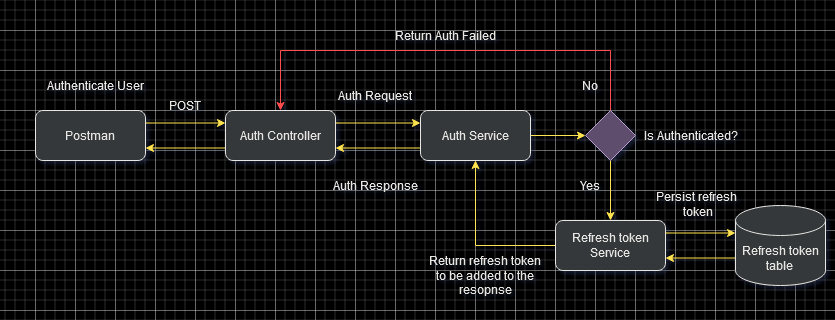 Return Auth Failed
Authenticate User
No
POST
Auth Request
Postman
Auth Controller
Auth Service
Is Authenticated?
Auth Response
Yes
Persist refresh
token
Refresh token
Service
Refresh token
table
Return refresh token
to be added to the
resopnse